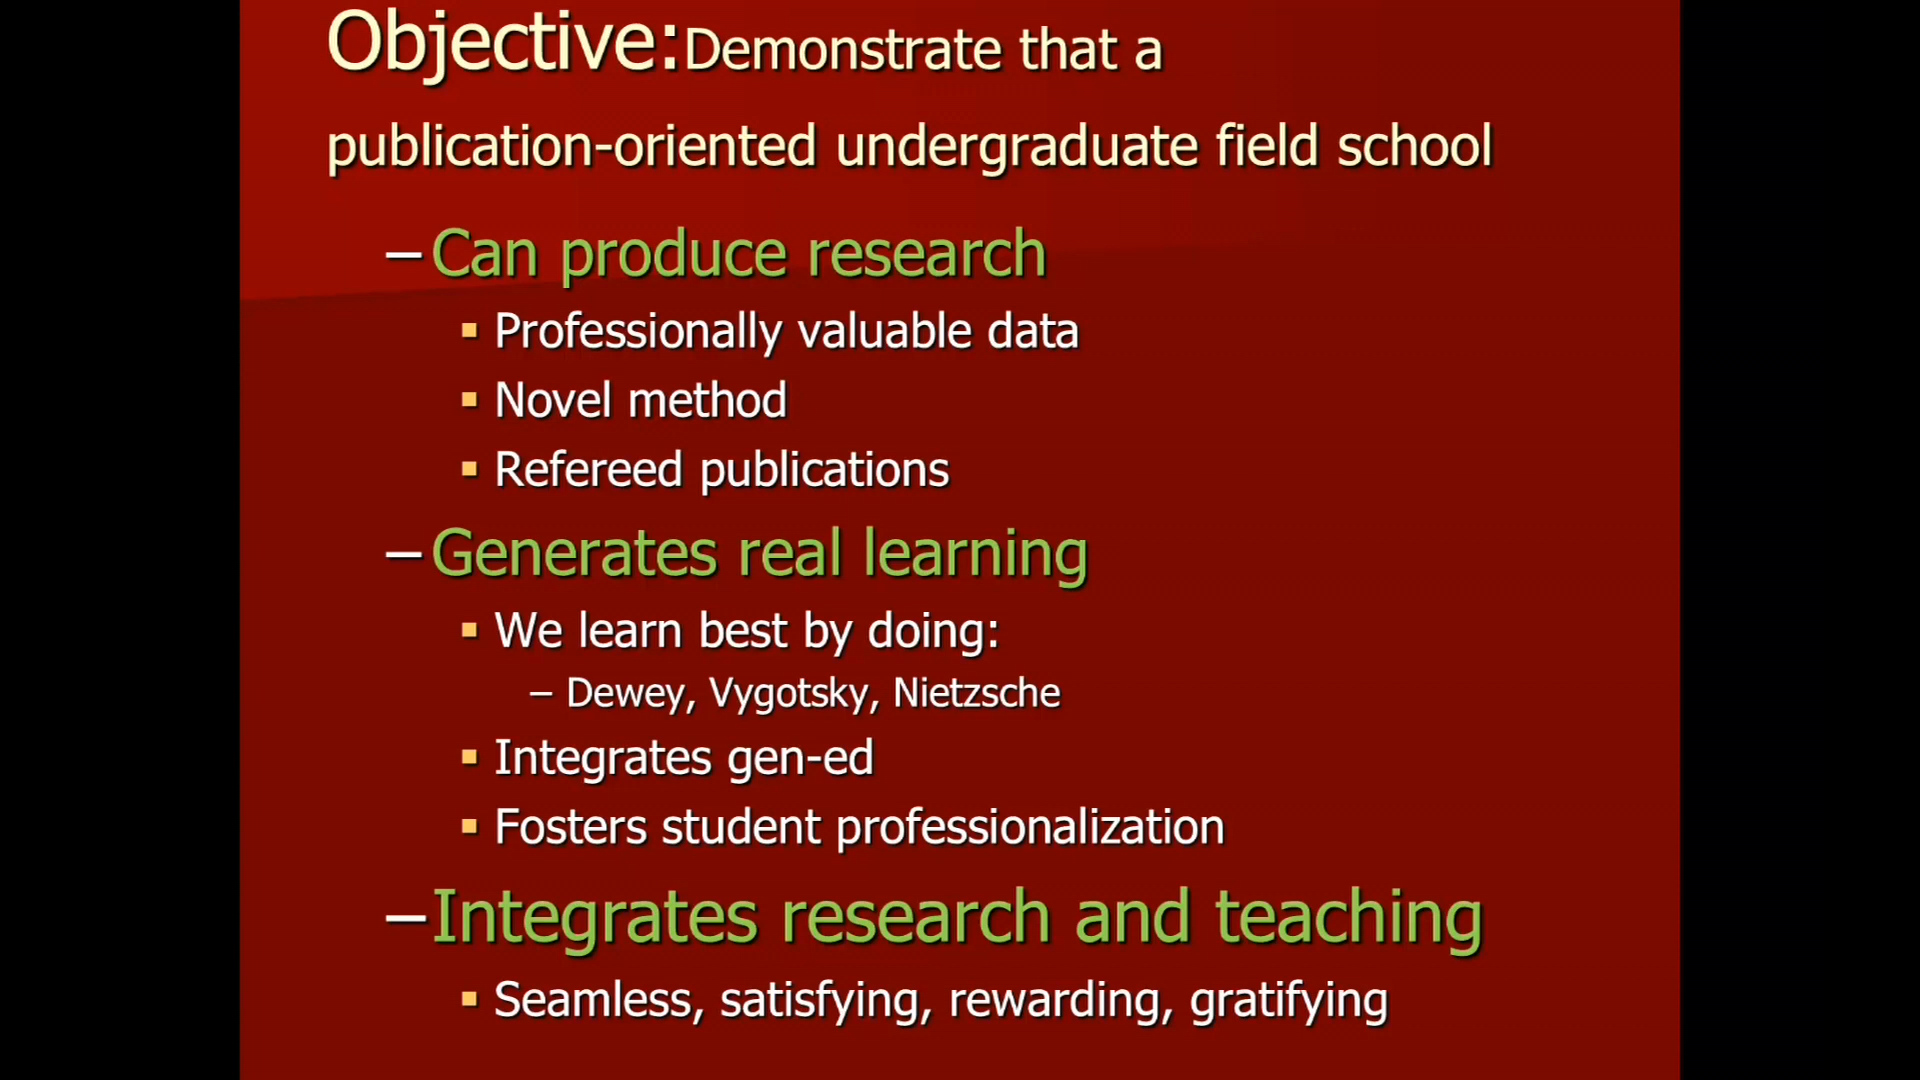 Objective:Demonstrate that a
publication-oriented undergraduate field school
–Can produce research
▪ Professionally valuable data
▪ Novel method
▪ Refereed publications
–Generates real learning
▪ We learn best by doing:
– Dewey, Vygotsky, Nietzsche
▪ Integrates gen-ed
▪ Fosters student professionalization
–Integrates research and teaching
▪ Seamless, satisfying, rewarding, gratifying